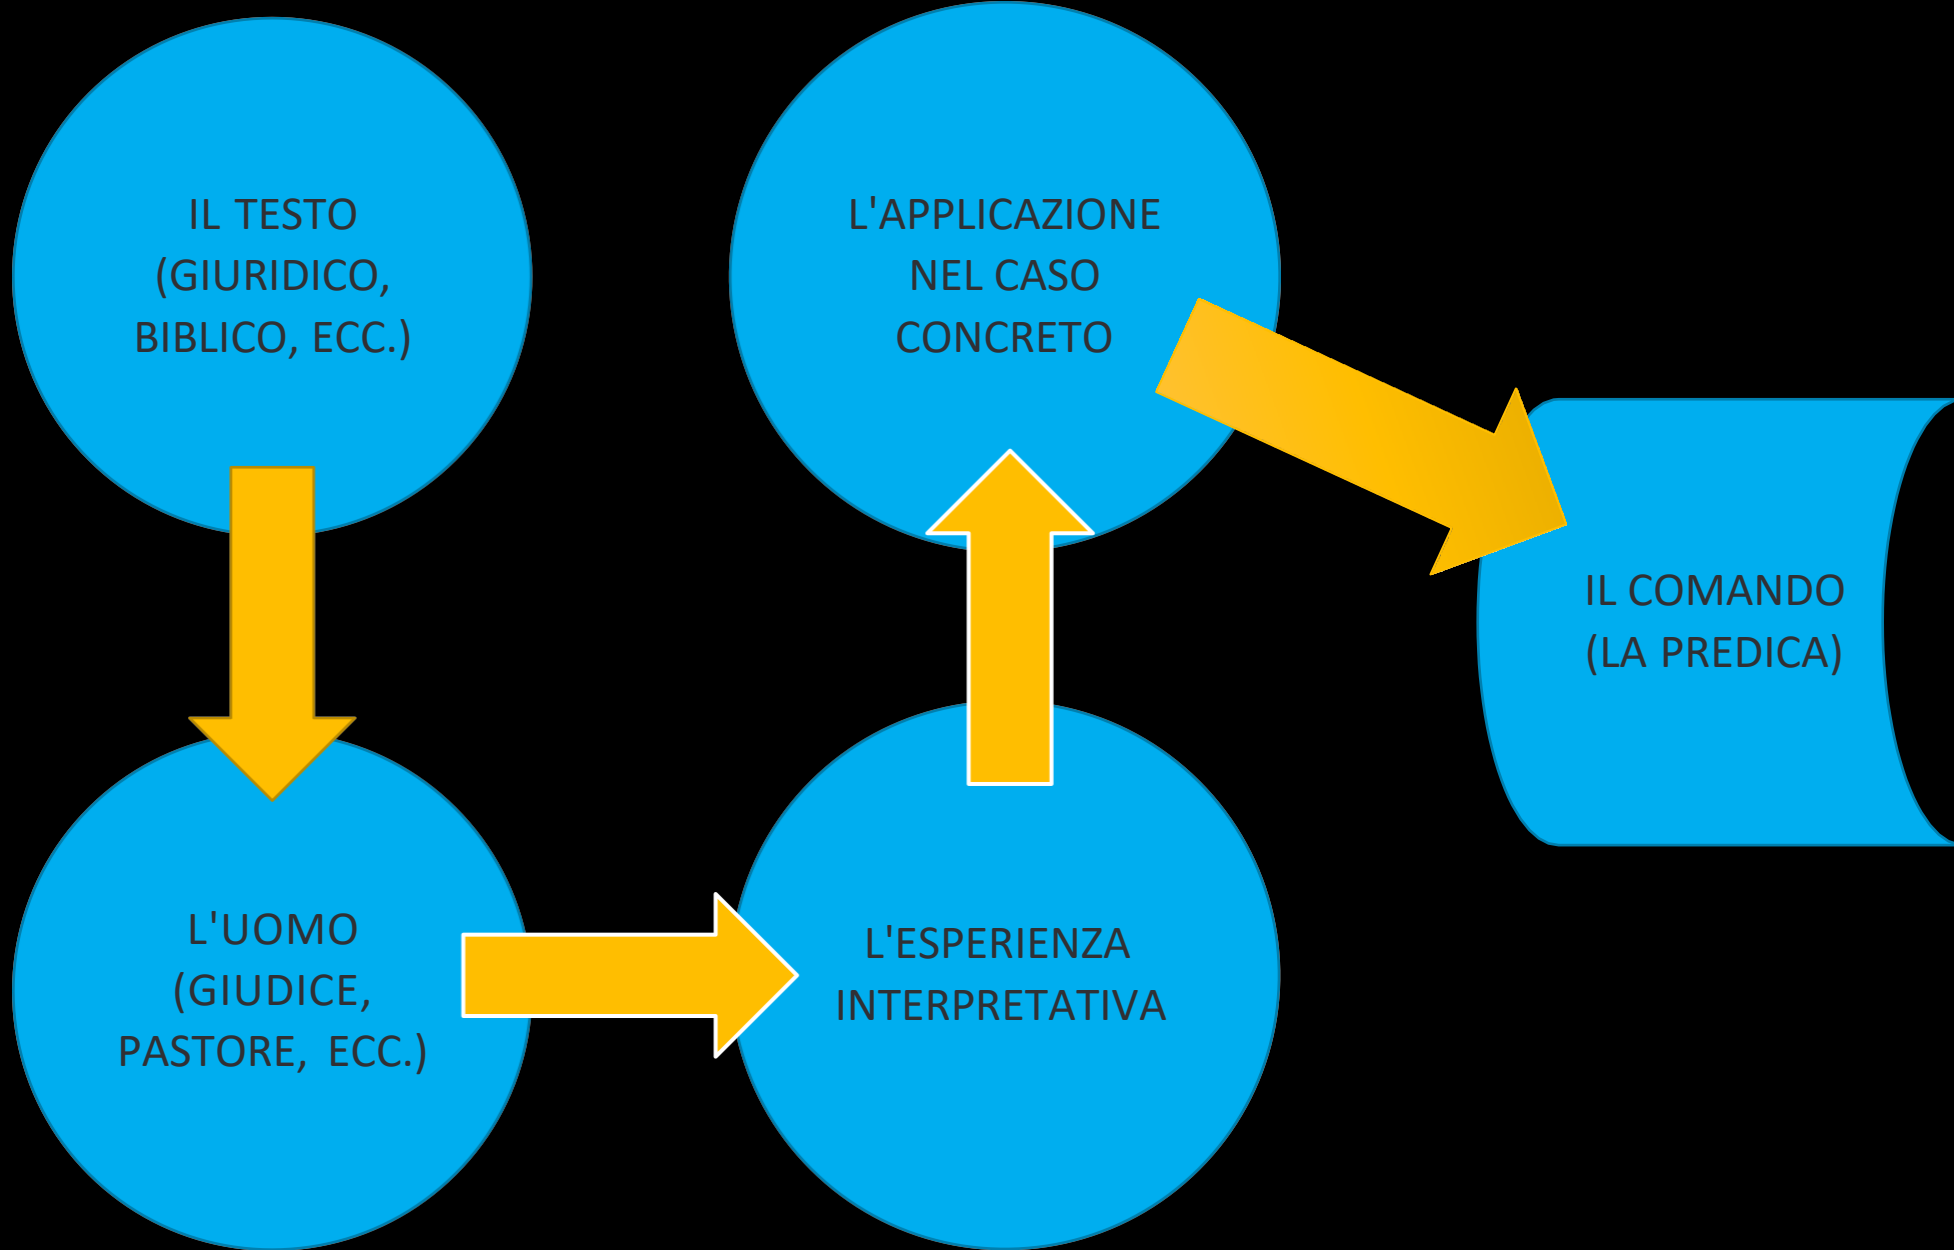 IL TESTO
(GIURIDICO,
BIBLICO, ECC.)
L'UOMO
(GIUDICE,
PASTORE, ECC.)
L'ESPERIENZA
INTERPRETATIVA
L'APPLICAZIONE
NEL CASO
CONCRETO
IL COMANDO
(LA PREDICA)